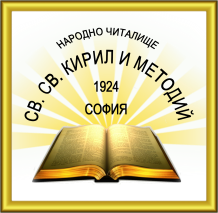 НАРОДНО ЧИТАЛИЩЕ
СВ. СВ. КИРИЛ И МЕТОДИЙ
1924
СОФИЯ